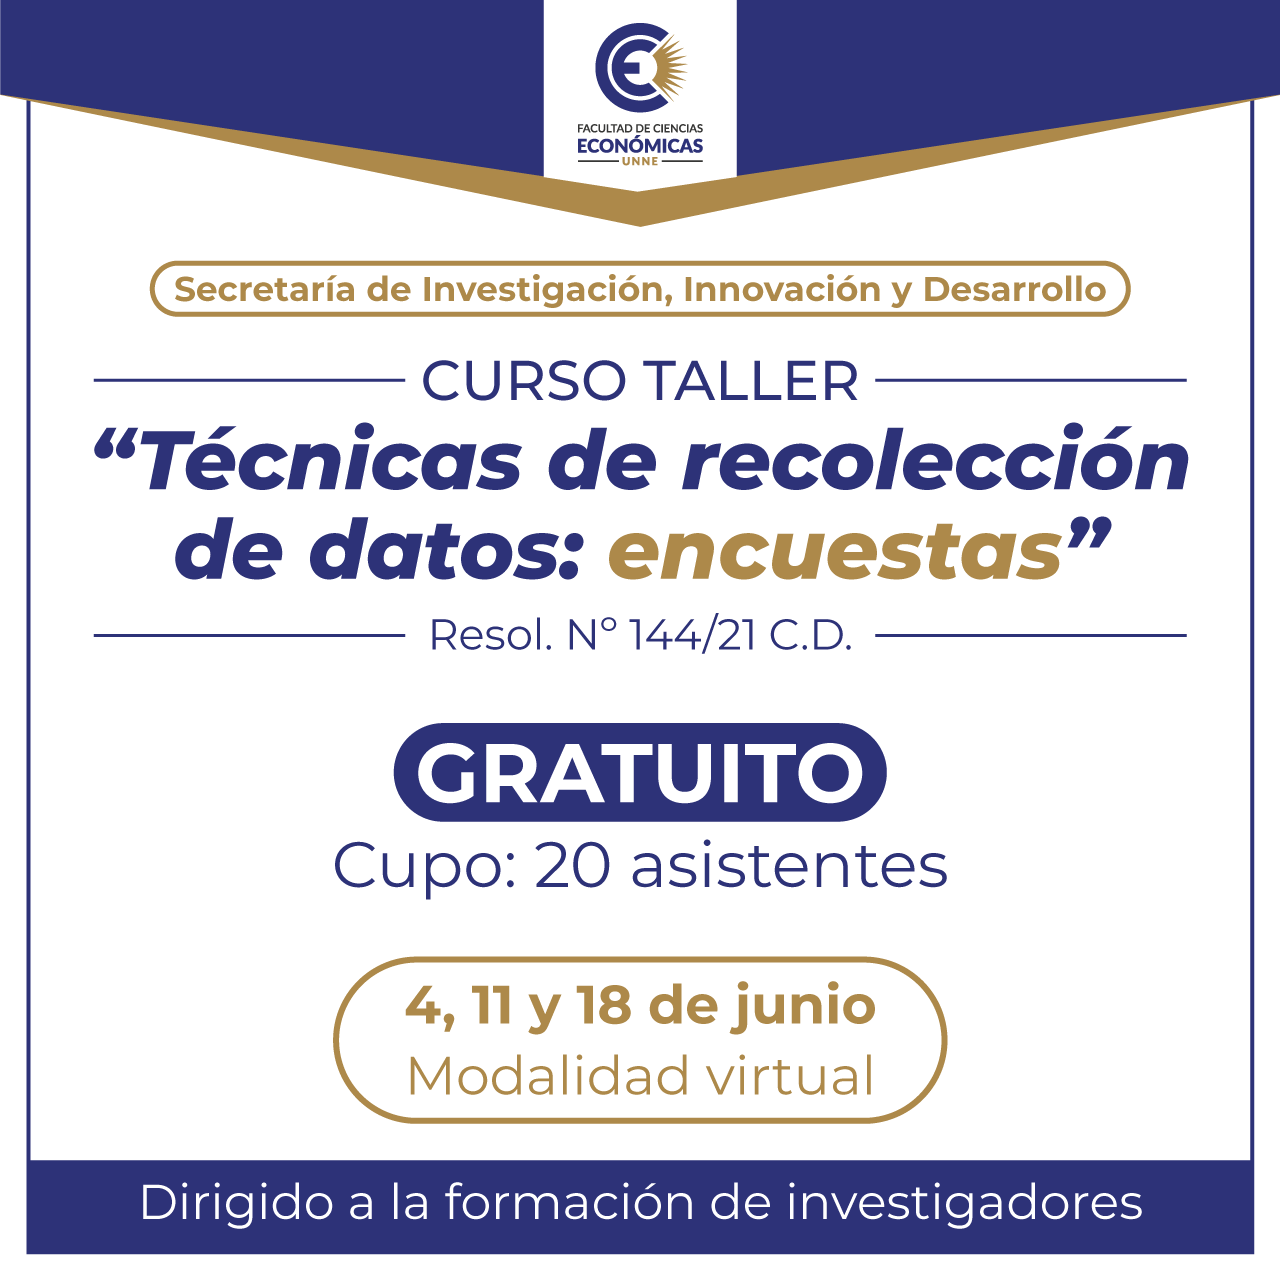 FACULTAD DE CIENCIAS
ECONÓMICAS
UNNE
Secretaría de Investigación, Innovación y Desarrollo
CURSO TALLER
“Técnicas de recolección
de datos: encuestas”
Resol. Nº 144/21 C.D.
GRATUITO
Cupo: 20 asistentes
4, 11 y 18 de junio
Modalidad virtual
Dirigido a la formación de investigadores